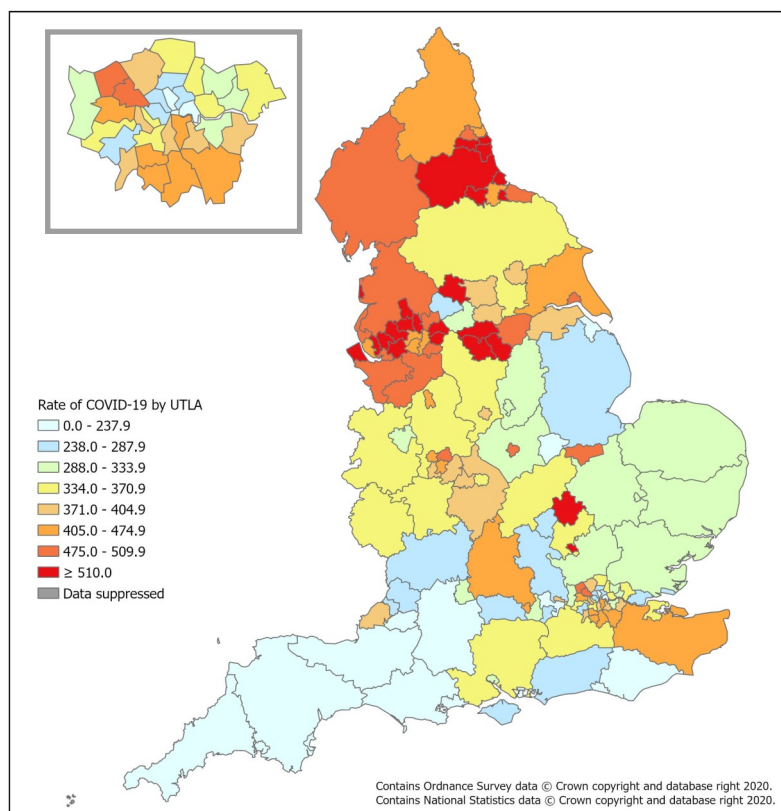 Rate of COVID-19 by UTLA
0.0 - 237.9
238.0 - 287.9
288.0 - 333.9
334.0 - 370.9
371.0 - 404.9
405.0 - 474.9
475.0 - 509.9
≥ 510.0
Data suppressed
Contains Ordnance Survey data © Crown copyright and database right 2020.
Contains National Statistics data © Crown copyright and database right 2020.